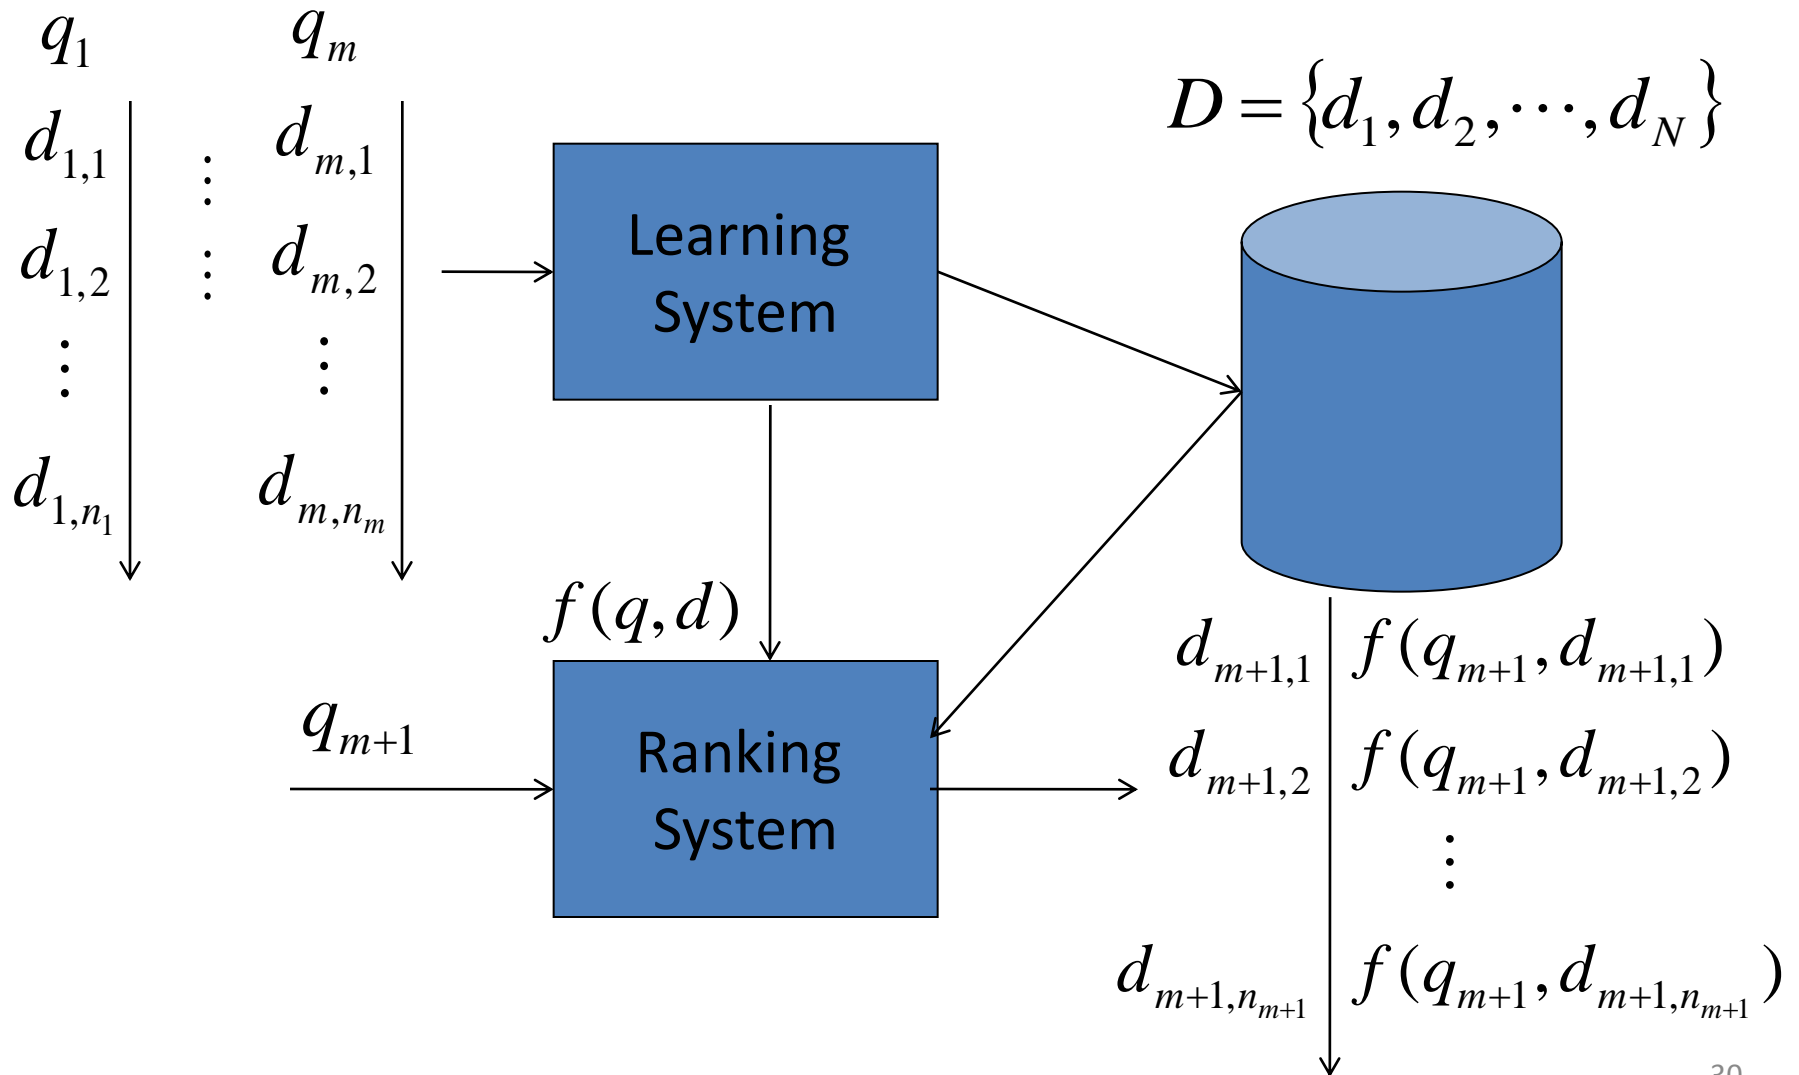 q_1
d_{1,1}
d_{1,2}
⋮
d_{1,n_1}
⋮
⋮
q_m
d_{m,1}
d_{m,2}
⋮
d_{m,n_m}
Learning
System
D = {d_1, d_2, ⋯, d_N}
f(q, d)
q_{m+1}
Ranking
System
d_{m+1,1} f(q_{m+1}, d_{m+1,1})
d_{m+1,2} f(q_{m+1}, d_{m+1,2})
⋮
d_{m+1,n_{m+1}} f(q_{m+1}, d_{m+1,n_{m+1}})